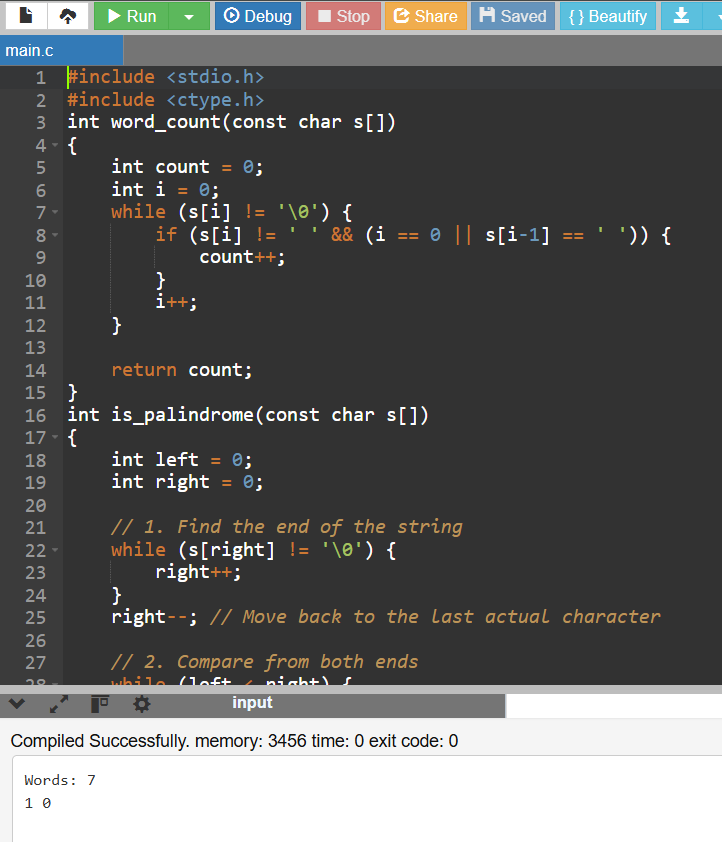 Run Debug Stop Share Saved {} Beautify
main.c
1 #include <stdio.h>
2 #include <ctype.h>
3 int word_count(const char s[])
4 {
5     int count = 0;
6     int i = 0;
7     while (s[i] != '\0') {
8         if (s[i] != ' ' && (i == 0 || s[i-1] == ' ')) {
9             count++;
10         }
11         i++;
12     }
13
14     return count;
15 }
16 int is_palindrome(const char s[])
17 {
18     int left = 0;
19     int right = 0;
20
21     // 1. Find the end of the string
22     while (s[right] != '\0') {
23         right++;
24     }
25     right--; // Move back to the last actual character
26
27     // 2. Compare from both ends
28     while (left < right) {
input
Compiled Successfully. memory: 3456 time: 0 exit code: 0
Words: 7
1 0